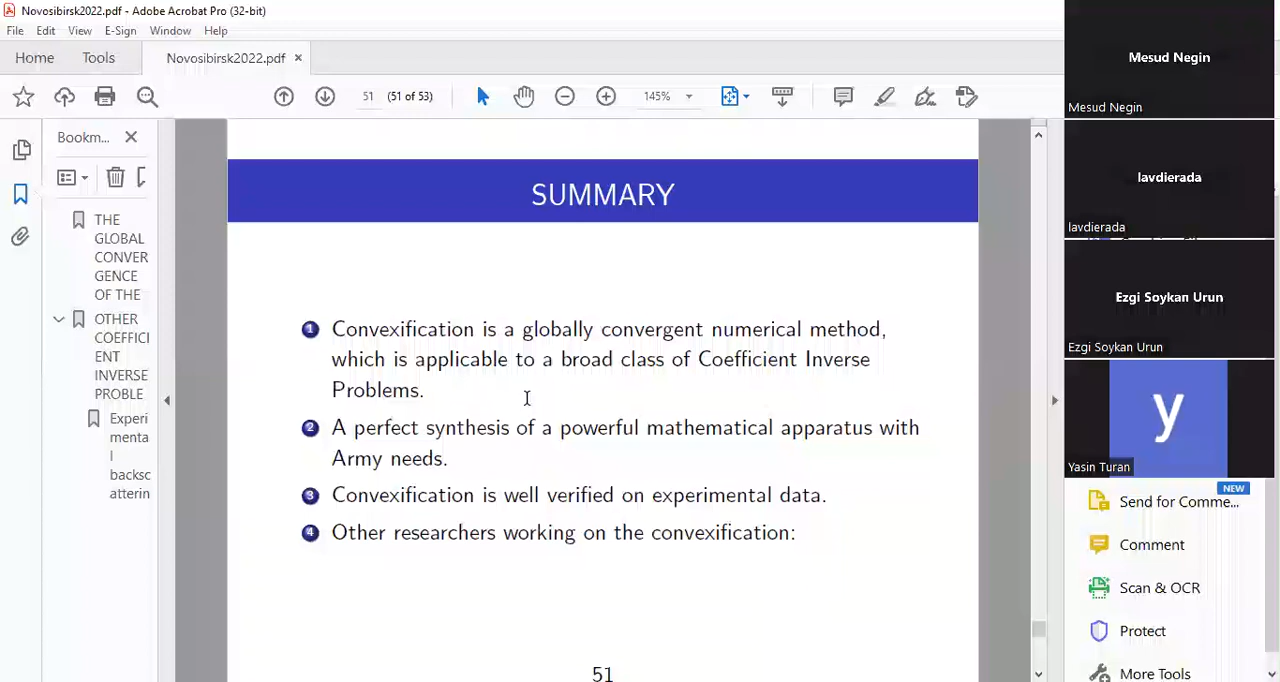 Novosibirsk2022.pdf - Adobe Acrobat Pro (32-bit)
File Edit View E-Sign Window Help
Home Tools Novosibirsk2022.pdf ×
51 (51 of 53) 145%
Bookm...
THE
GLOBAL
CONVER
GENCE
OF THE
OTHER
COEFFICI
ENT
INVERSE
PROBLE
Experi
menta
l
backsc
atterin
SUMMARY
1 Convexification is a globally convergent numerical method,
which is applicable to a broad class of Coefficient Inverse
Problems.
2 A perfect synthesis of a powerful mathematical apparatus with
Army needs.
3 Convexification is well verified on experimental data.
4 Other researchers working on the convexification:
51
Mesud Negin
Mesud Negin
lavdierada
lavdierada
Ezgi Soykan Urun
Ezgi Soykan Urun
y
Yasin Turan
NEW
Send for Comme...
Comment
Scan & OCR
Protect
More Tools